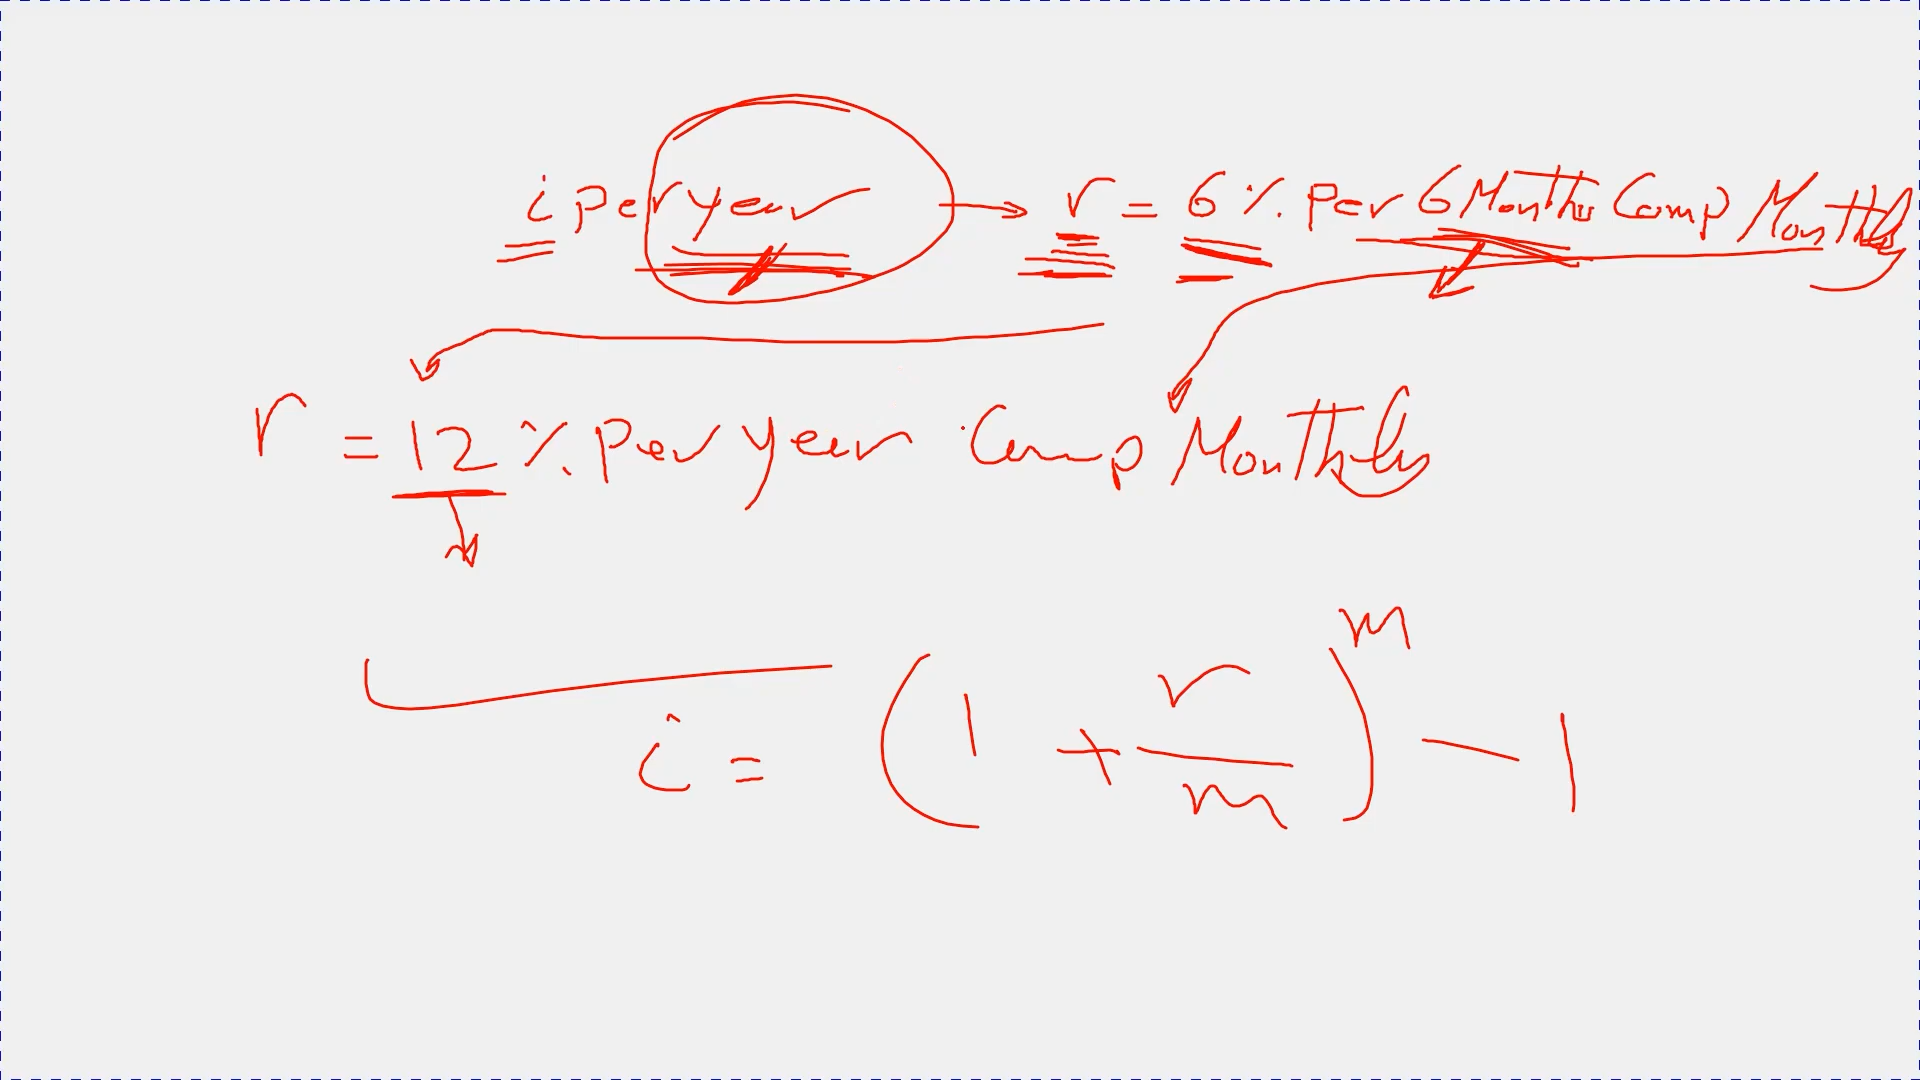 i per year → r = 6 % Per 6 Months Comp Monthly
r = 12 % Per year Comp Monthly
i = (1 + r/m)^m - 1